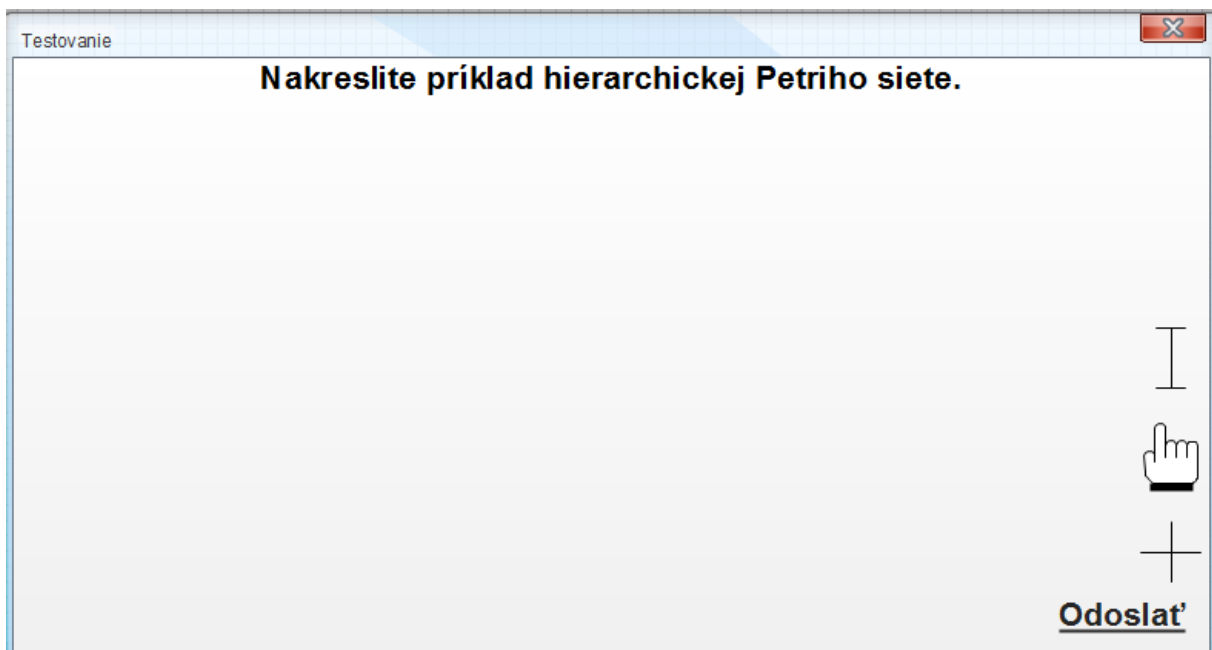 Testovanie
Nakreslite príklad hierarchickej Petriho siete.
Odoslať